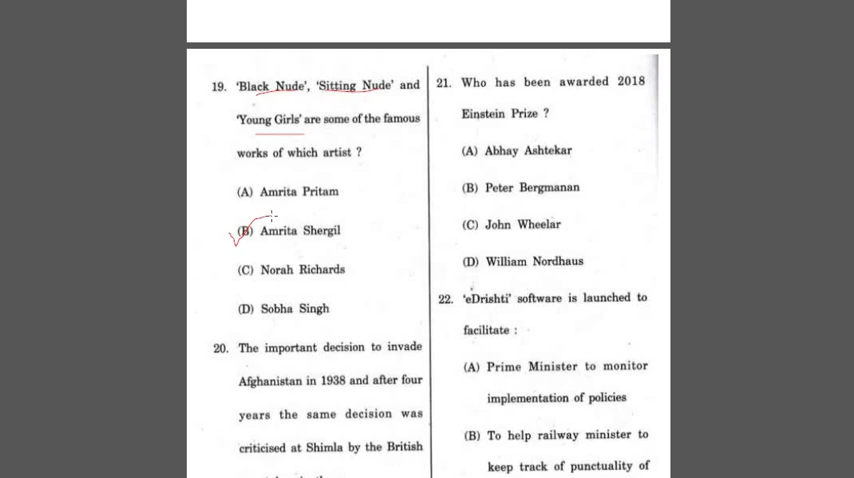 19. 'Black Nude', 'Sitting Nude' and
'Young Girls' are some of the famous
works of which artist ?
(A) Amrita Pritam
(B) Amrita Shergil
(C) Norah Richards
(D) Sobha Singh
20. The important decision to invade
Afghanistan in 1938 and after four
years the same decision was
criticised at Shimla by the British
21. Who has been awarded 2018
Einstein Prize ?
(A) Abhay Ashtekar
(B) Peter Bergmanan
(C) John Wheelar
(D) William Nordhaus
22. 'eDrishti' software is launched to
facilitate :
(A) Prime Minister to monitor
implementation of policies
(B) To help railway minister to
keep track of punctuality of